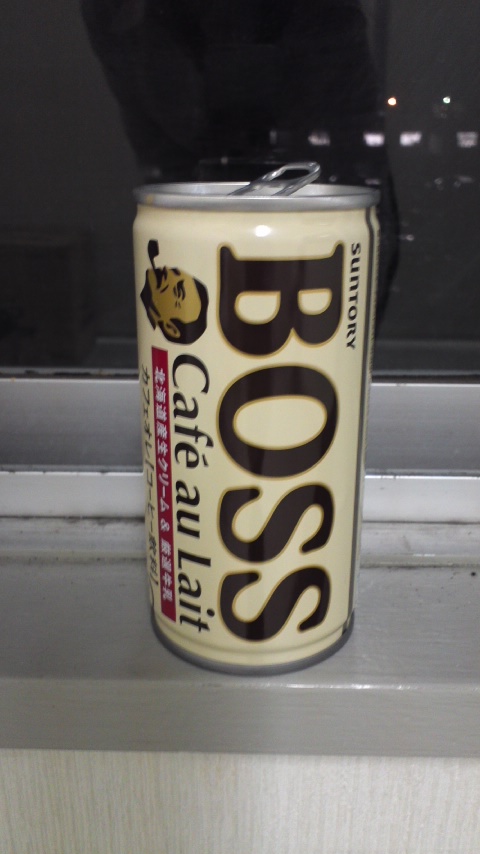 SUNTORY
BOSS
Café au Lait
北海道産生クリーム & 厳選牛乳
カフェオレ [コーヒー飲料]